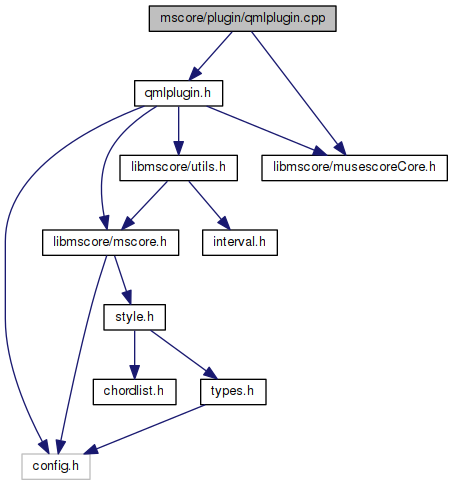 mscore/plugin/qmlplugin.cpp
qmlplugin.h
libmscore/utils.h
libmscore/musescoreCore.h
libmscore/mscore.h
interval.h
style.h
chordlist.h
types.h
config.h